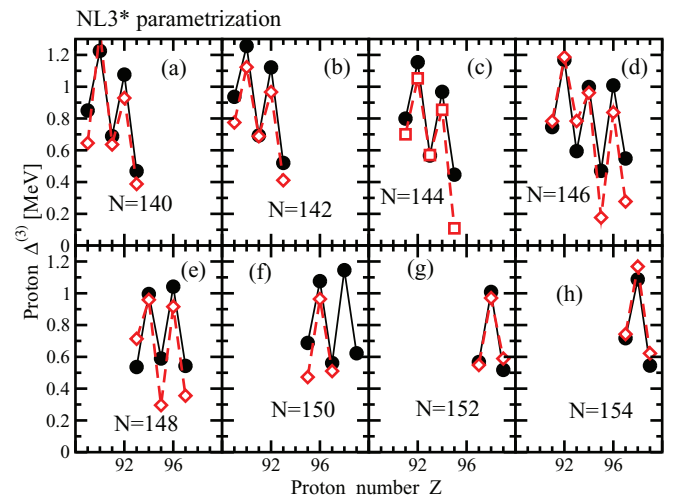 NL3* parametrization
Proton Δ(3) [MeV]
1.2
1
0.8
0.6
0.4
0.2
0
(a)
N=140
(b)
N=142
(c)
N=144
(d)
N=146
1.2
1
0.8
0.6
0.4
0.2
0
(e)
N=148
(f)
N=150
(g)
N=152
(h)
N=154
92 96 92 96 92 96 92 96
Proton number Z